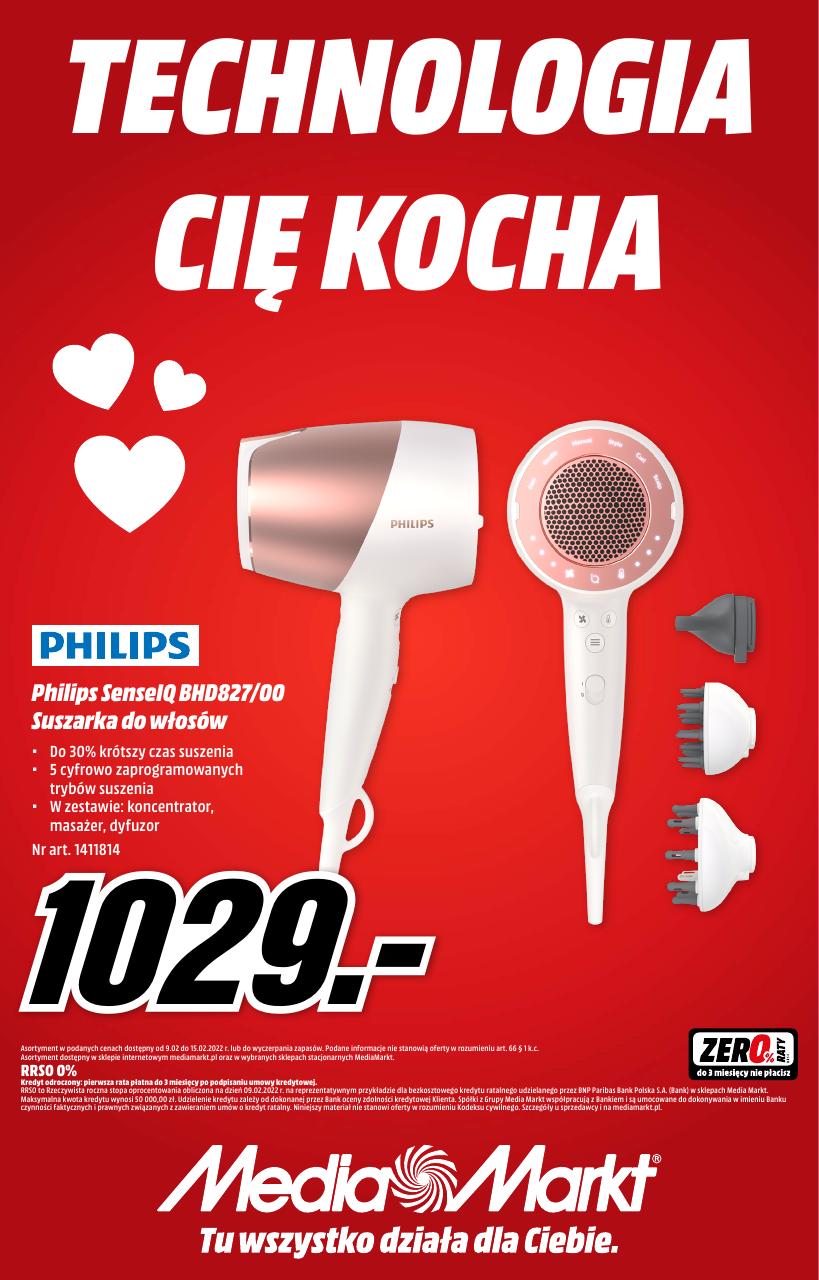 TECHNOLOGIA
CIĘ KOCHA
PHILIPS
Manual
Style
Curl
PHILIPS
Philips SenseIQ BHD827/00
Suszarka do włosów
▪ Do 30% krótszy czas suszenia
▪ 5 cyfrowo zaprogramowanych
trybów suszenia
▪ W zestawie: koncentrator,
masażer, dyfuzor
Nr art. 1411814
1029.-
Asortyment w podanych cenach dostępny od 9.02 do 15.02.2022 r. lub do wyczerpania zapasów. Podane informacje nie stanowią oferty w rozumieniu art. 66 § 1 k.c.
Asortyment dostępny w sklepie internetowym mediamarkt.pl oraz w wybranych sklepach stacjonarnych MediaMarkt.
RRSO 0%
Kredyt odroczony: pierwsza rata płatna do 3 miesięcy po podpisaniu umowy kredytowej.
RRSO to Rzeczywista roczna stopa oprocentowania obliczona na dzień 09.02.2022 r. na reprezentatywnym przykładzie dla bezkosztowego kredytu ratalnego udzielanego przez BNP Paribas Bank Polska S.A. (Bank) w sklepach Media Markt.
Maksymalna kwota kredytu wynosi 50 000,00 zł. Udzielenie kredytu zależy od dokonanej przez Bank oceny zdolności kredytowej Klienta. Spółki z Grupy Media Markt współpracują z Bankiem i są umocowane do dokonywania w imieniu Banku
czynności faktycznych i prawnych związanych z zawieraniem umów o kredyt ratalny. Niniejszy materiał nie stanowi oferty w rozumieniu Kodeksu cywilnego. Szczegóły u sprzedawcy i na mediamarkt.pl.
ZERO% RATY
do 3 miesięcy nie płacisz
Media Markt®
Tu wszystko działa dla Ciebie.